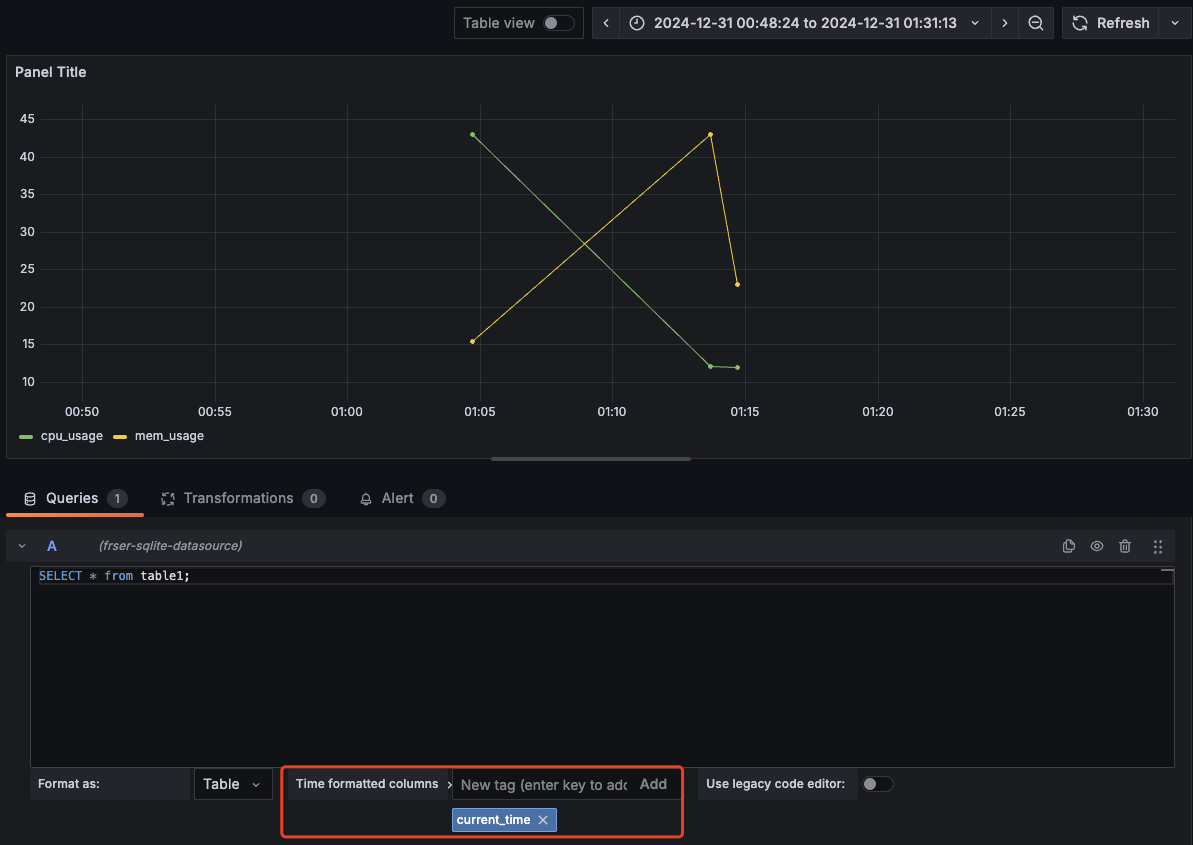 Table view 2024-12-31 00:48:24 to 2024-12-31 01:31:13 Refresh
Panel Title
45
40
35
30
25
20
15
10
00:50 00:55 01:00 01:05 01:10 01:15 01:20 01:25 01:30
cpu_usage mem_usage
Queries 1 Transformations 0 Alert 0
A (frser-sqlite-datasource)
SELECT * from table1;
Format as: Table Time formatted columns New tag (enter key to add Add Use legacy code editor:
current_time